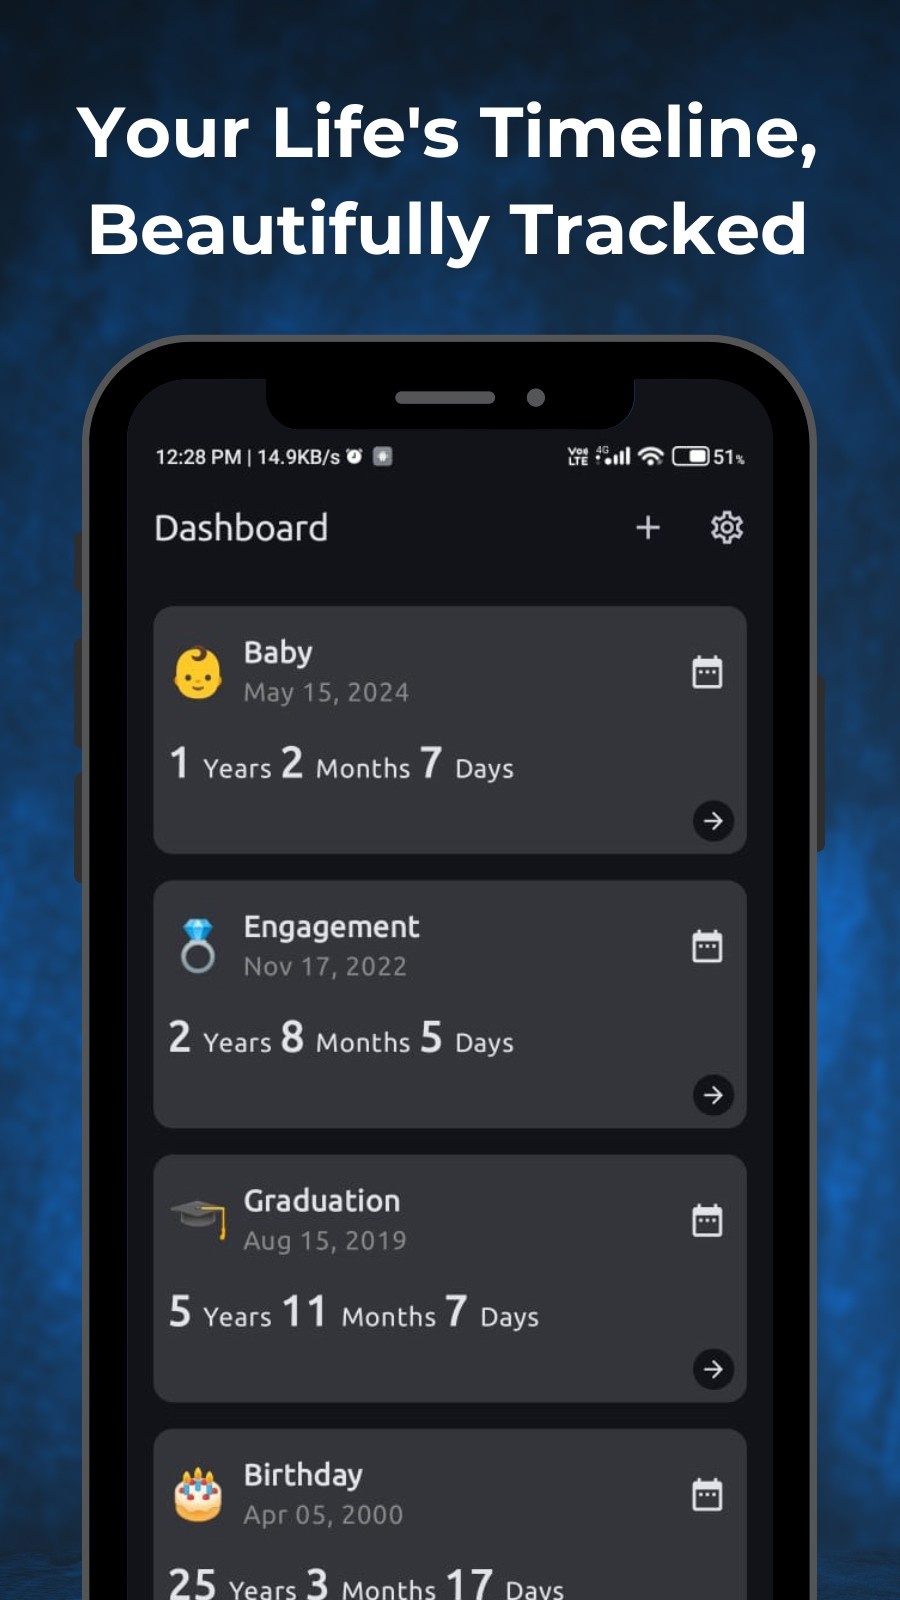 Your Life's Timeline,
Beautifully Tracked
12:28 PM | 14.9KB/s
Vo LTE 4G 51%
Dashboard
Baby
May 15, 2024
1 Years 2 Months 7 Days
Engagement
Nov 17, 2022
2 Years 8 Months 5 Days
Graduation
Aug 15, 2019
5 Years 11 Months 7 Days
Birthday
Apr 05, 2000
25 Years 3 Months 17 Days